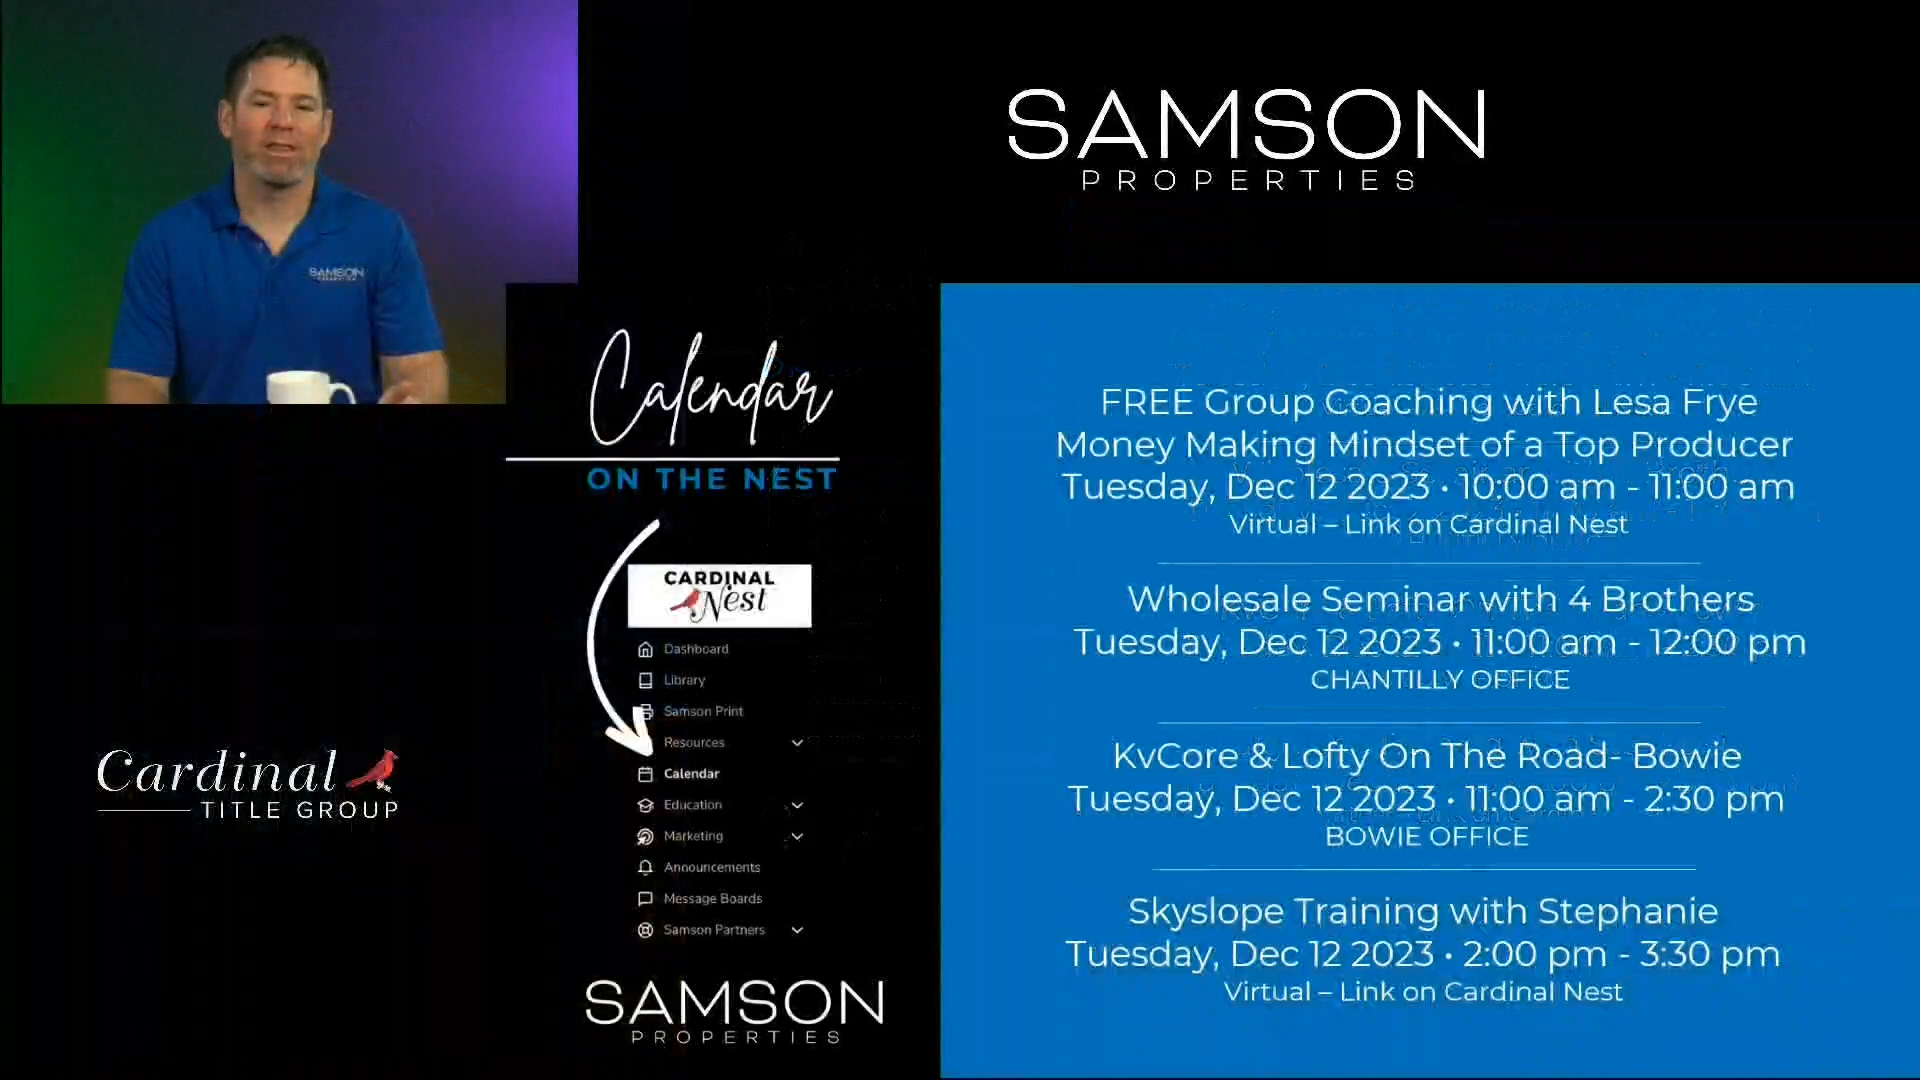 SAMSON
PROPERTIES
SAMSON
Calendar
ON THE NEST
CARDINAL
Nest
Dashboard
Library
Samson Print
Resources
Calendar
Education
Marketing
Announcements
Message Boards
Samson Partners
SAMSON
PROPERTIES
Cardinal
TITLE GROUP
FREE Group Coaching with Lesa Frye
Money Making Mindset of a Top Producer
Tuesday, Dec 12 2023 • 10:00 am - 11:00 am
Virtual – Link on Cardinal Nest
Wholesale Seminar with 4 Brothers
Tuesday, Dec 12 2023 • 11:00 am - 12:00 pm
CHANTILLY OFFICE
KvCore & Lofty On The Road- Bowie
Tuesday, Dec 12 2023 • 11:00 am - 2:30 pm
BOWIE OFFICE
Skyslope Training with Stephanie
Tuesday, Dec 12 2023 • 2:00 pm - 3:30 pm
Virtual – Link on Cardinal Nest